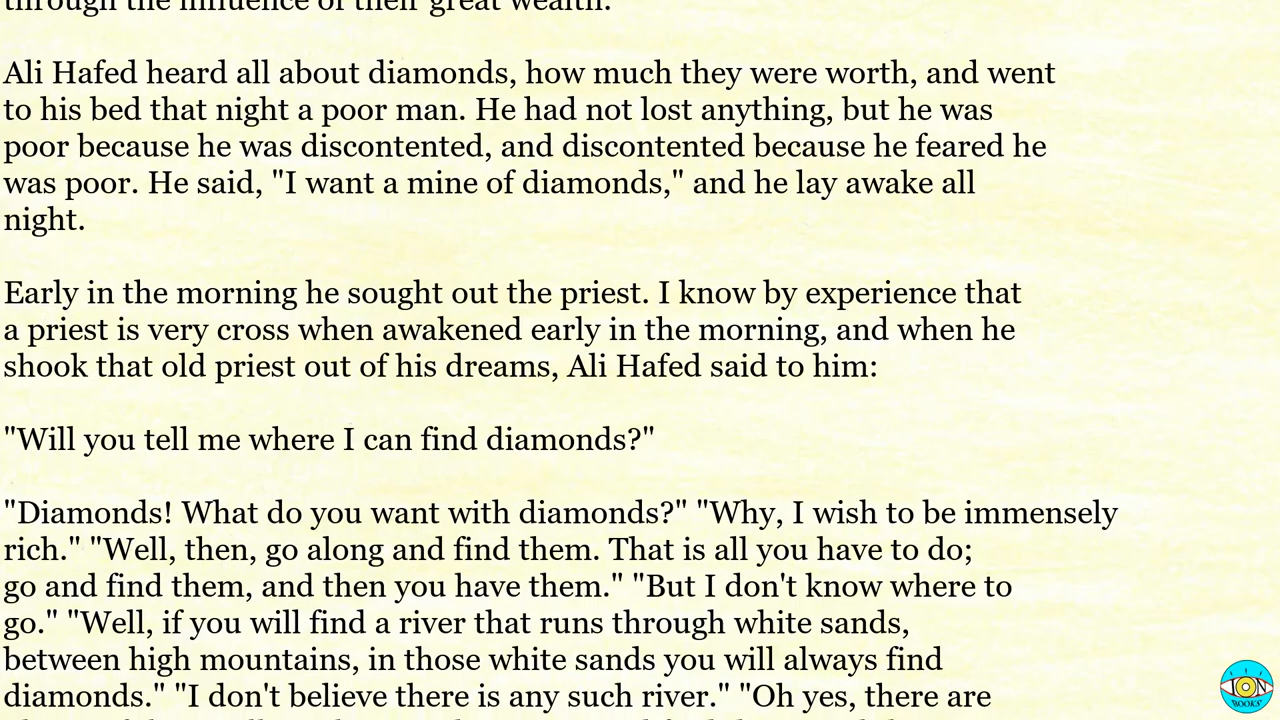 through the influence of their great wealth.
Ali Hafed heard all about diamonds, how much they were worth, and went
to his bed that night a poor man. He had not lost anything, but he was
poor because he was discontented, and discontented because he feared he
was poor. He said, "I want a mine of diamonds," and he lay awake all
night.
Early in the morning he sought out the priest. I know by experience that
a priest is very cross when awakened early in the morning, and when he
shook that old priest out of his dreams, Ali Hafed said to him:
"Will you tell me where I can find diamonds?"
"Diamonds! What do you want with diamonds?" "Why, I wish to be immensely
rich." "Well, then, go along and find them. That is all you have to do;
go and find them, and then you have them." "But I don't know where to
go." "Well, if you will find a river that runs through white sands,
between high mountains, in those white sands you will always find
diamonds." "I don't believe there is any such river." "Oh yes, there are
ION
BOOKS